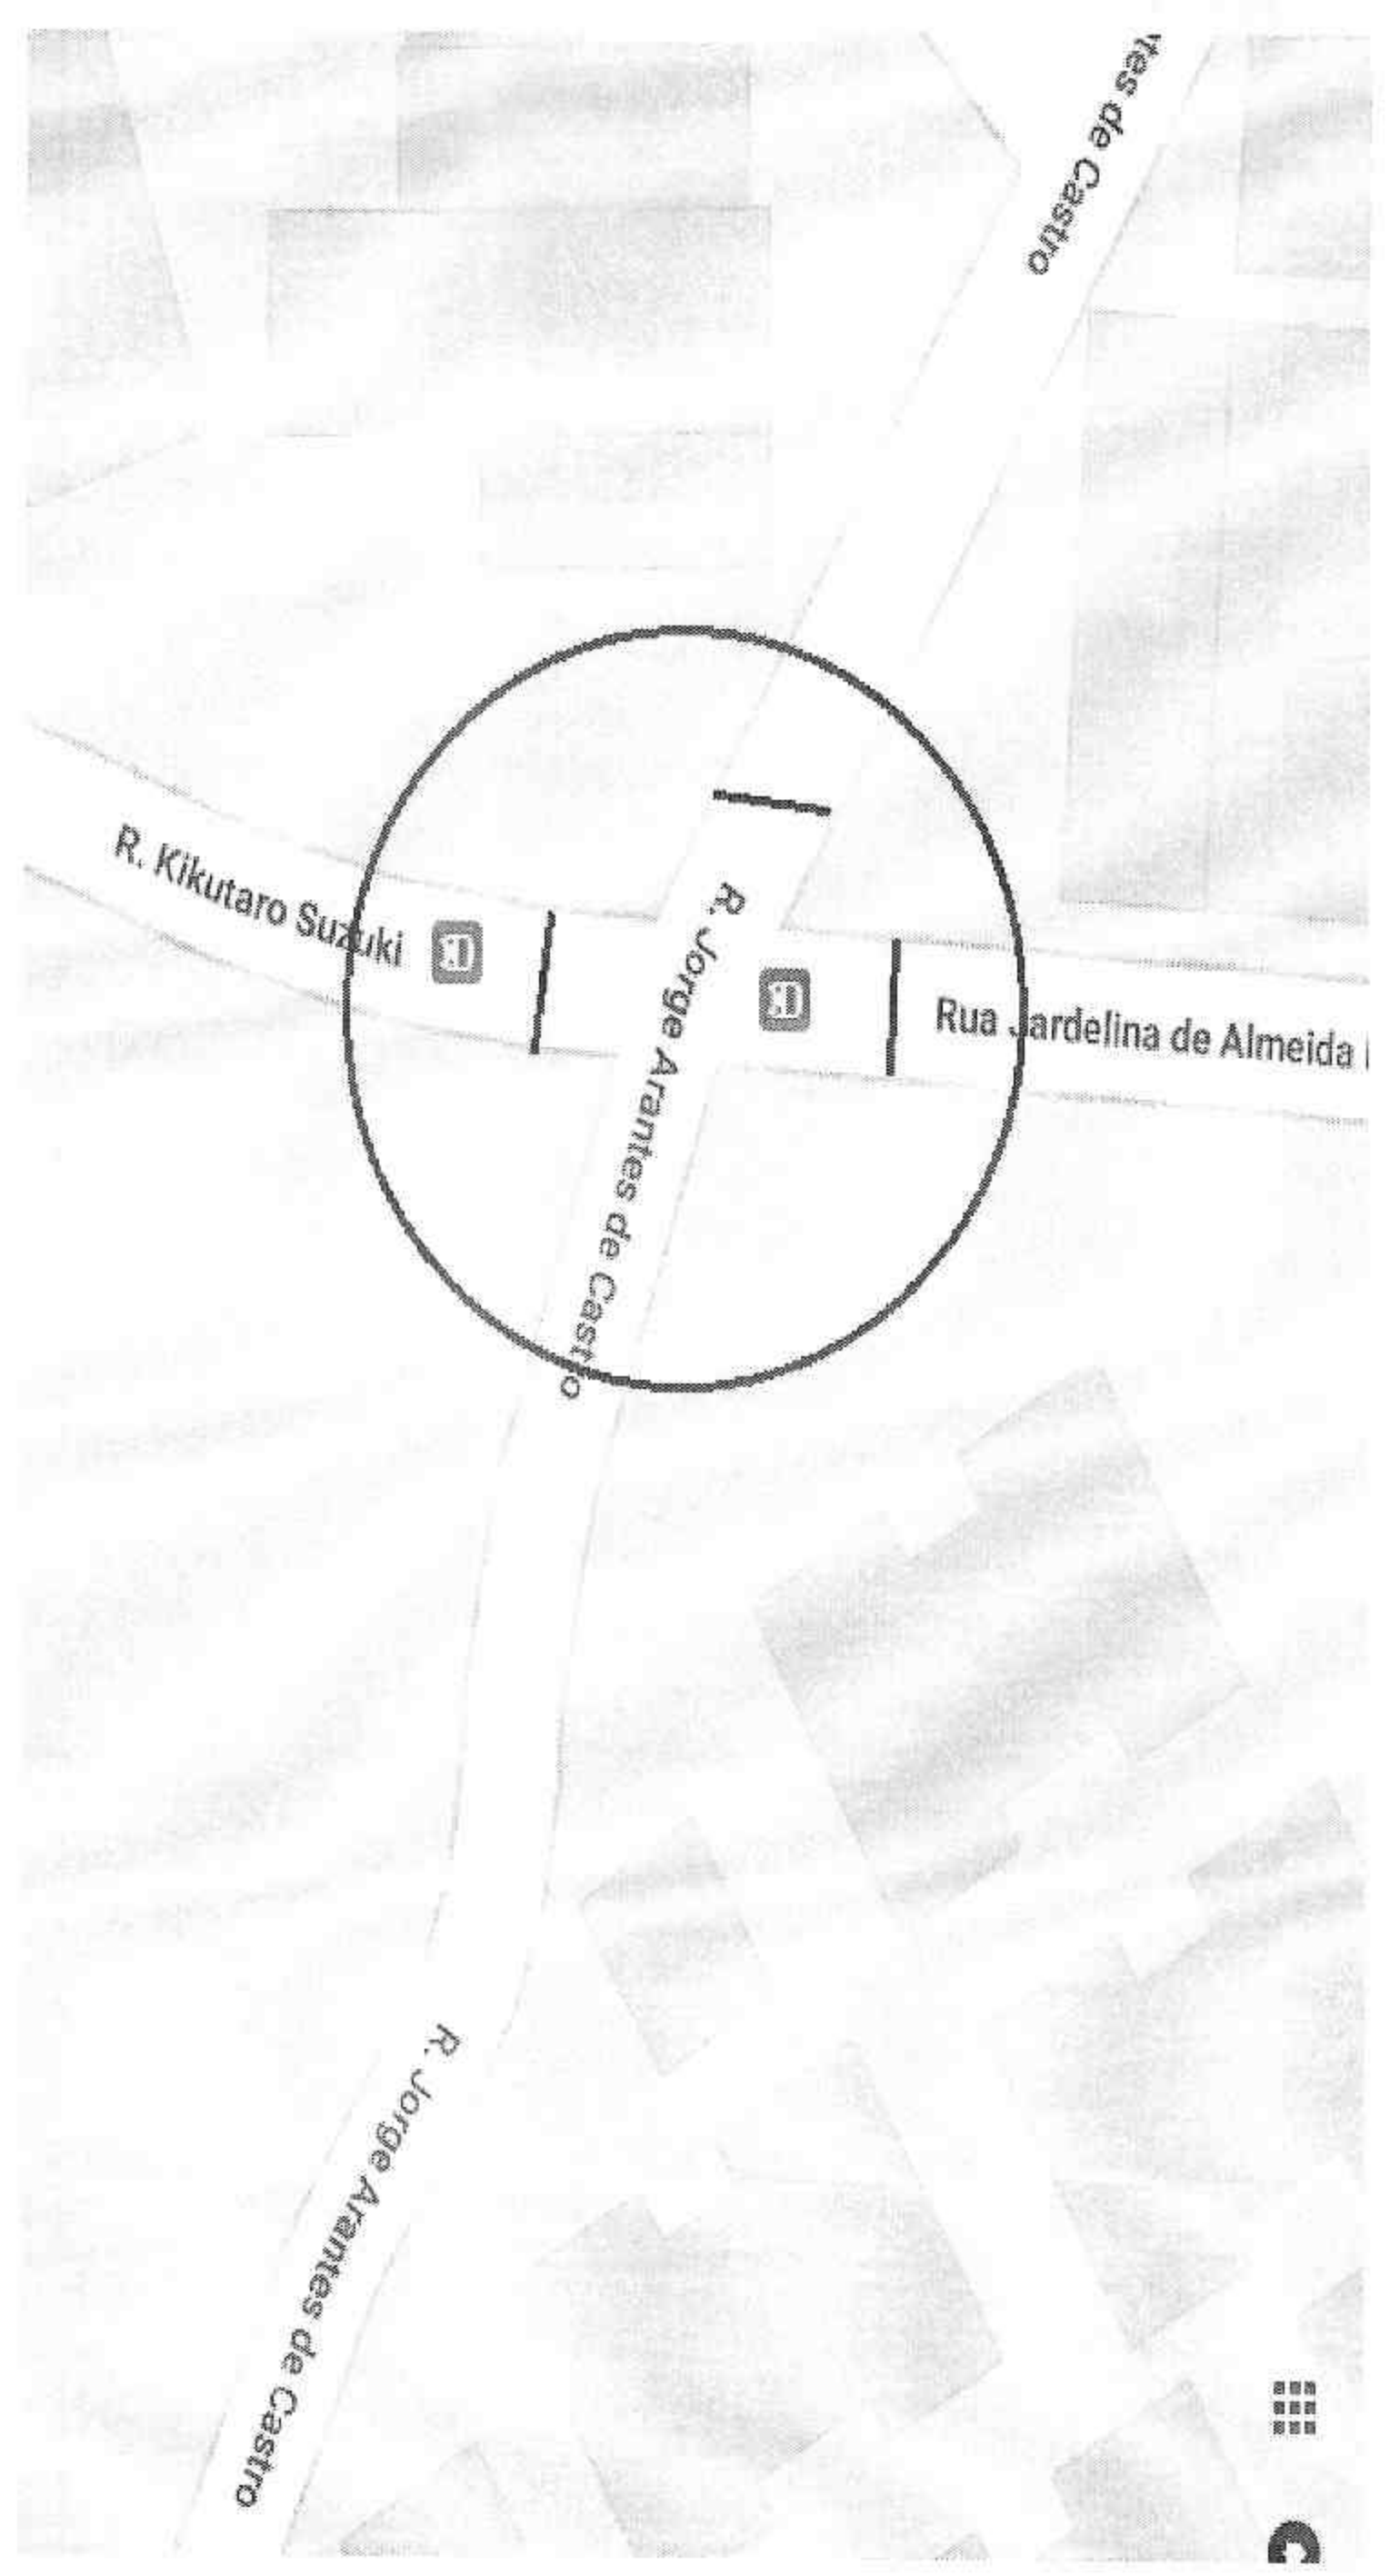 tes de Castro
R. Kikutaro Suzuki
R. Jorge Arantes de Castro
Rua Jardelina de Almeida
R. Jorge Arantes de Castro